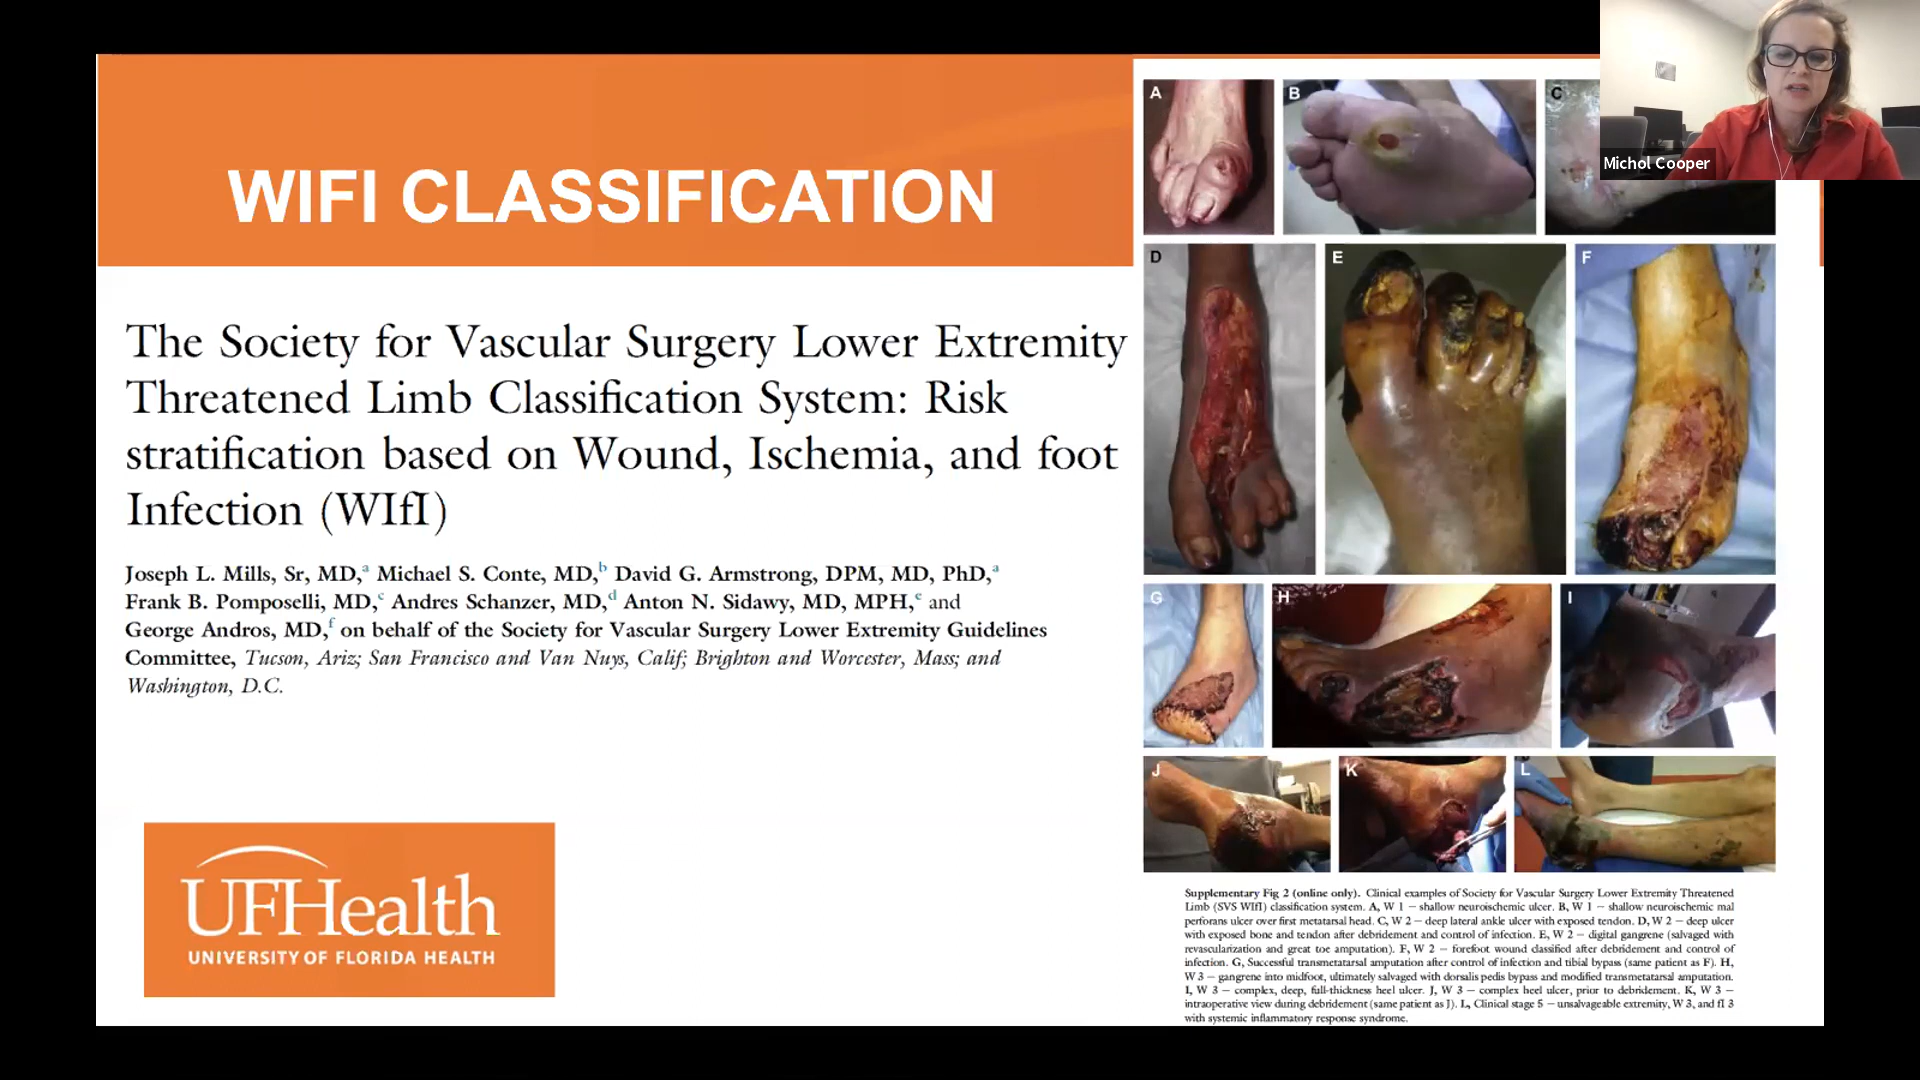 WIFI CLASSIFICATION
The Society for Vascular Surgery Lower Extremity
Threatened Limb Classification System: Risk
stratification based on Wound, Ischemia, and foot
Infection (WIfI)
Joseph L. Mills, Sr, MD,a Michael S. Conte, MD,b David G. Armstrong, DPM, MD, PhD,a
Frank B. Pomposelli, MD,c Andres Schanzer, MD,d Anton N. Sidawy, MD, MPH,e and
George Andros, MD,f on behalf of the Society for Vascular Surgery Lower Extremity Guidelines
Committee, Tucson, Ariz; San Francisco and Van Nuys, Calif; Brighton and Worcester, Mass; and
Washington, D.C.
UFHealth
UNIVERSITY OF FLORIDA HEALTH
A
B
C
Michol Cooper
D
E
F
G
H
I
J
K
L
Supplementary Fig 2 (online only). Clinical examples of Society for Vascular Surgery Lower Extremity Threatened
Limb (SVS WIfI) classification system. A, W 1 – shallow neuroischemic ulcer. B, W 1 – shallow neuroischemic mal
perforans ulcer over first metatarsal head. C, W 2 – deep lateral ankle ulcer with exposed tendon. D, W 2 – deep ulcer
with exposed bone and tendon after debridement and control of infection. E, W 2 – digital gangrene (salvaged with
revascularization and great toe amputation). F, W 2 – forefoot wound classified after debridement and control of
infection. G, Successful transmetatarsal amputation after control of infection and tibial bypass (same patient as F). H,
W 3 – gangrene into midfoot, ultimately salvaged with dorsalis pedis bypass and modified transmetatarsal amputation.
I, W 3 – complex, deep, full-thickness heel ulcer. J, W 3 – complex heel ulcer, prior to debridement. K, W 3 –
intraoperative view during debridement (same patient as J). L, Clinical stage 5 – unsalvageable extremity, W 3, and fI 3
with systemic inflammatory response syndrome.